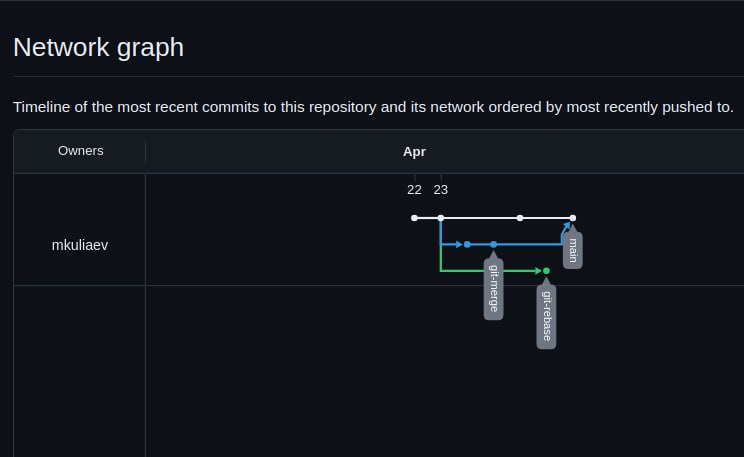 Network graph
Timeline of the most recent commits to this repository and its network ordered by most recently pushed to.
Owners
Apr
22 23
mkuliaev
main
git-merge
git-rebase